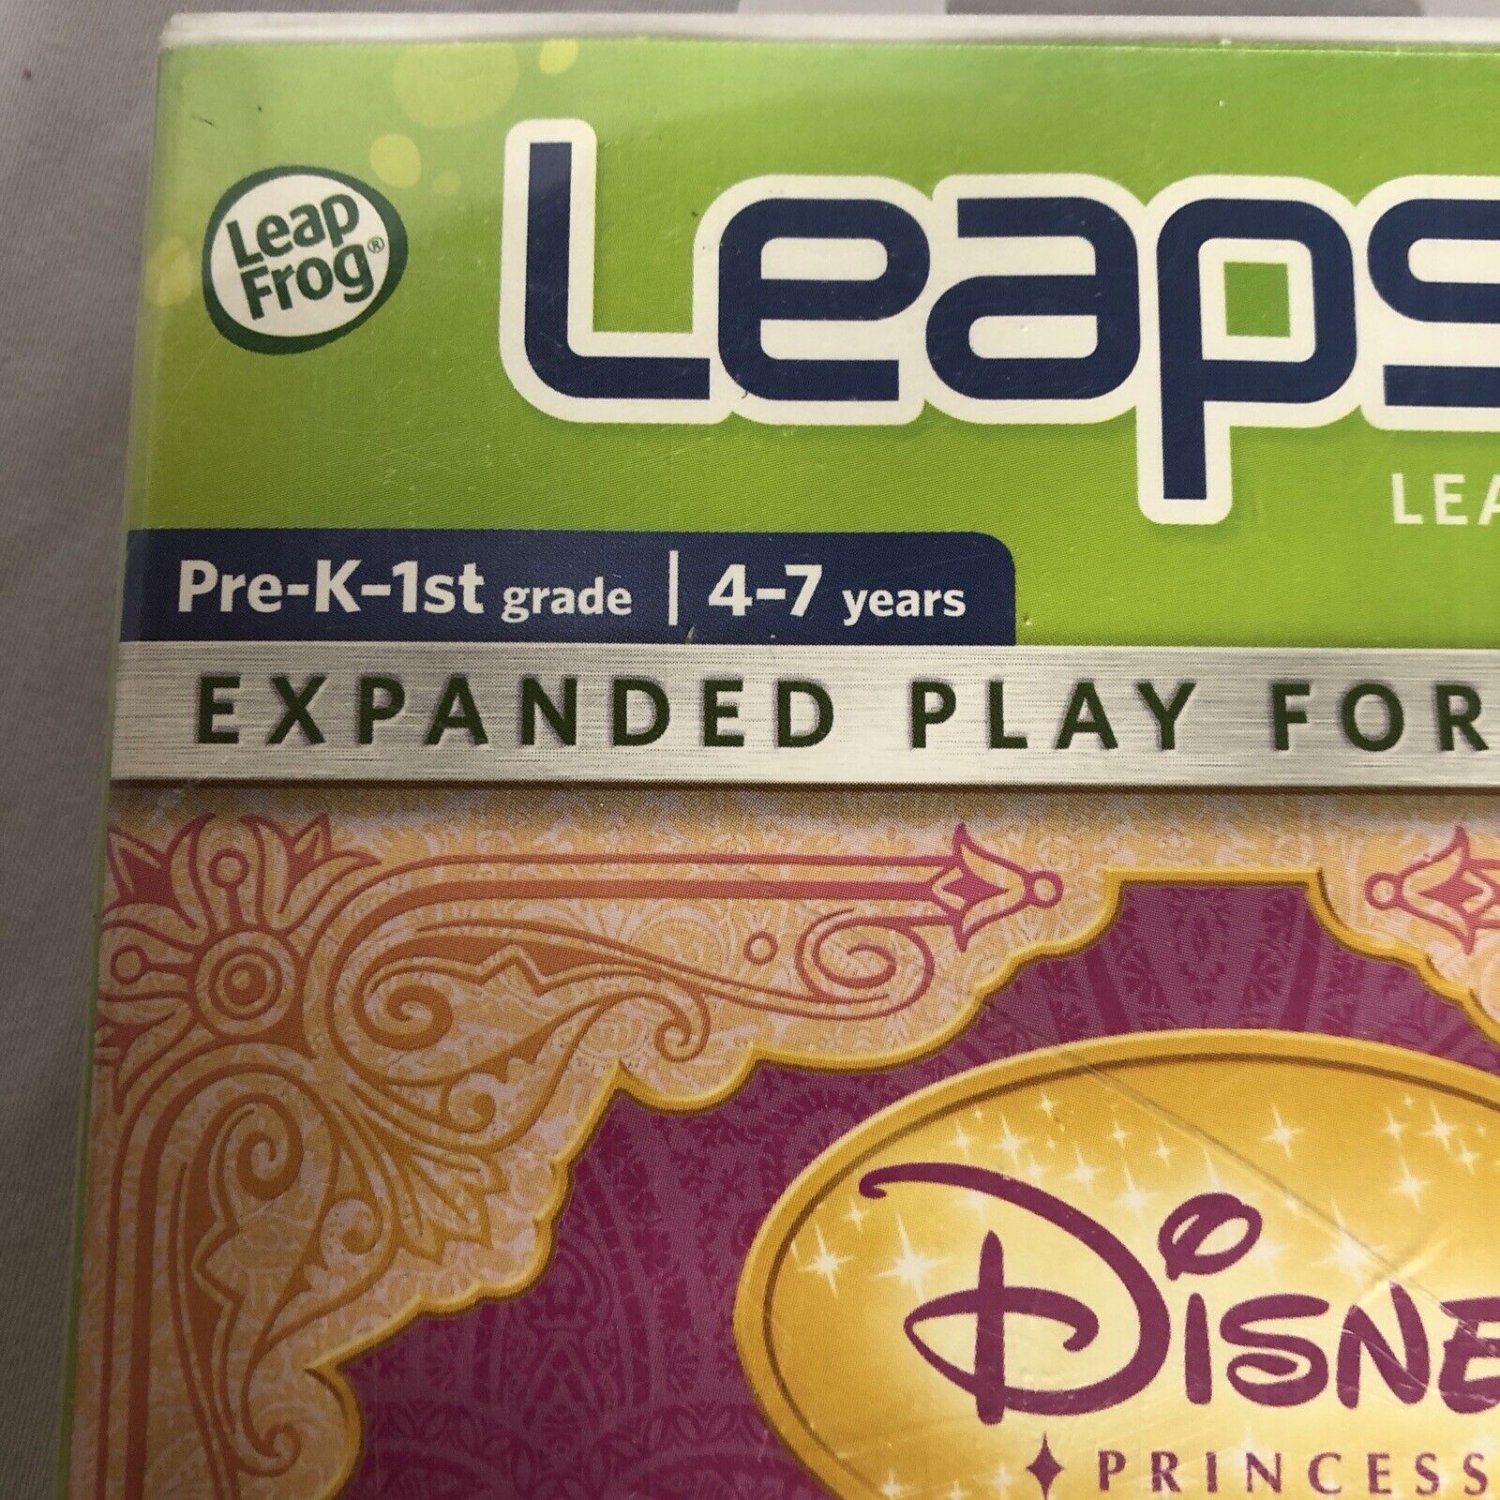 Leap
Frog®
Leaps
LEA
Pre-K–1st grade | 4–7 years
EXPANDED PLAY FOR
DISNE
PRINCESS